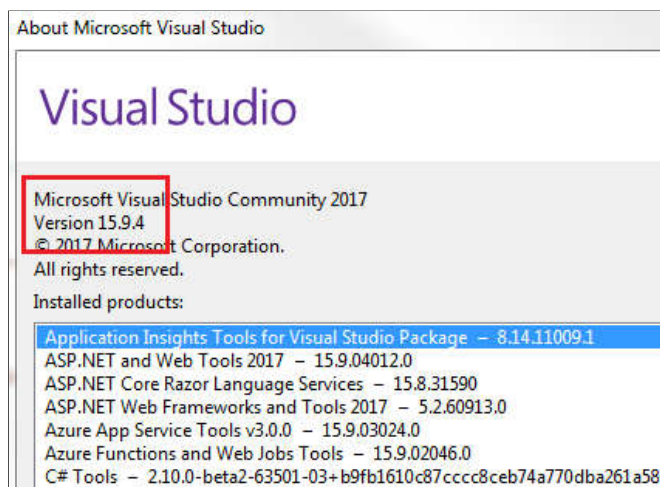 About Microsoft Visual Studio
Visual Studio
Microsoft Visual Studio Community 2017
Version 15.9.4
© 2017 Microsoft Corporation.
All rights reserved.
Installed products:
Application Insights Tools for Visual Studio Package – 8.14.11009.1
ASP.NET and Web Tools 2017 – 15.9.04012.0
ASP.NET Core Razor Language Services – 15.8.31590
ASP.NET Web Frameworks and Tools 2017 – 5.2.60913.0
Azure App Service Tools v3.0.0 – 15.9.03024.0
Azure Functions and Web Jobs Tools – 15.9.02046.0
C# Tools – 2.10.0-beta2-63501-03+b9fb1610c87cccc8ceb74a770dba261a58